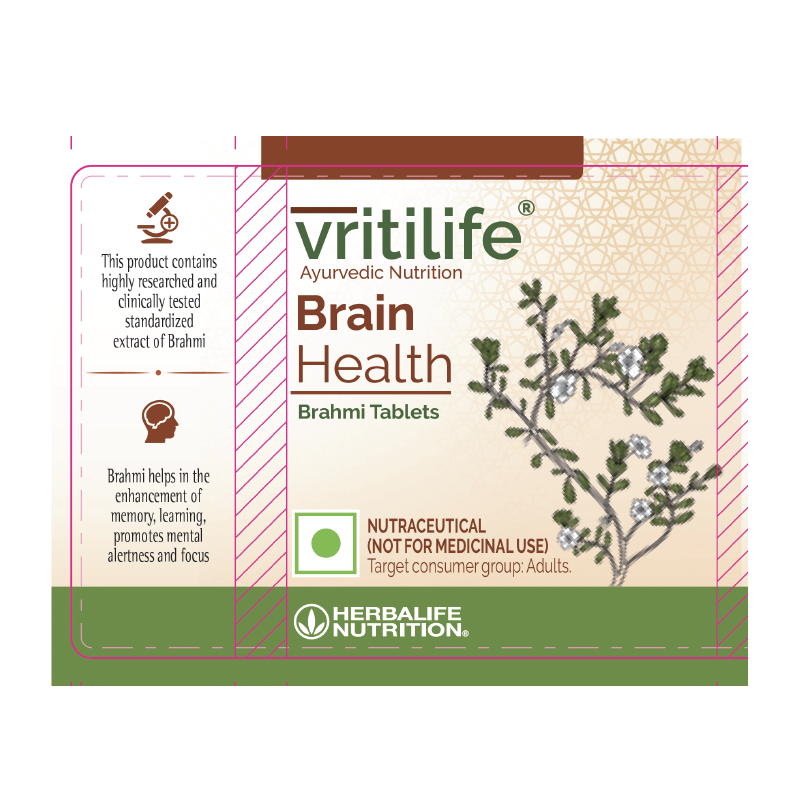 This product contains
highly researched and
clinically tested
standardized
extract of Brahmi
Brahmi helps in the
enhancement of
memory, learning,
promotes mental
alertness and focus
vritilife®
Ayurvedic Nutrition
Brain
Health
Brahmi Tablets
NUTRACEUTICAL
(NOT FOR MEDICINAL USE)
Target consumer group: Adults.
HERBALIFE
NUTRITION®